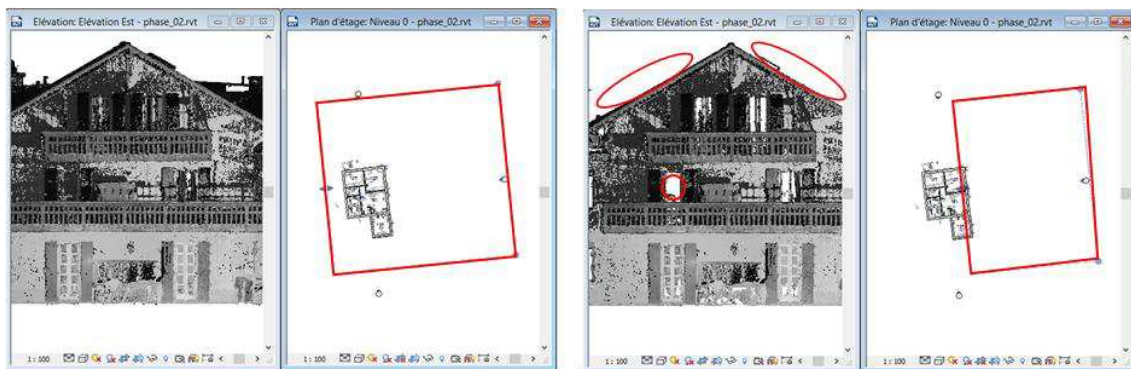 Elévation: Elévation Est - phase_02.rvt
Plan d'étage: Niveau 0 - phase_02.rvt
Elévation: Elévation Est - phase_02.rvt
Plan d'étage: Niveau 0 - phase_02.rvt
1 : 100
1 : 100
1 : 100
1 : 100